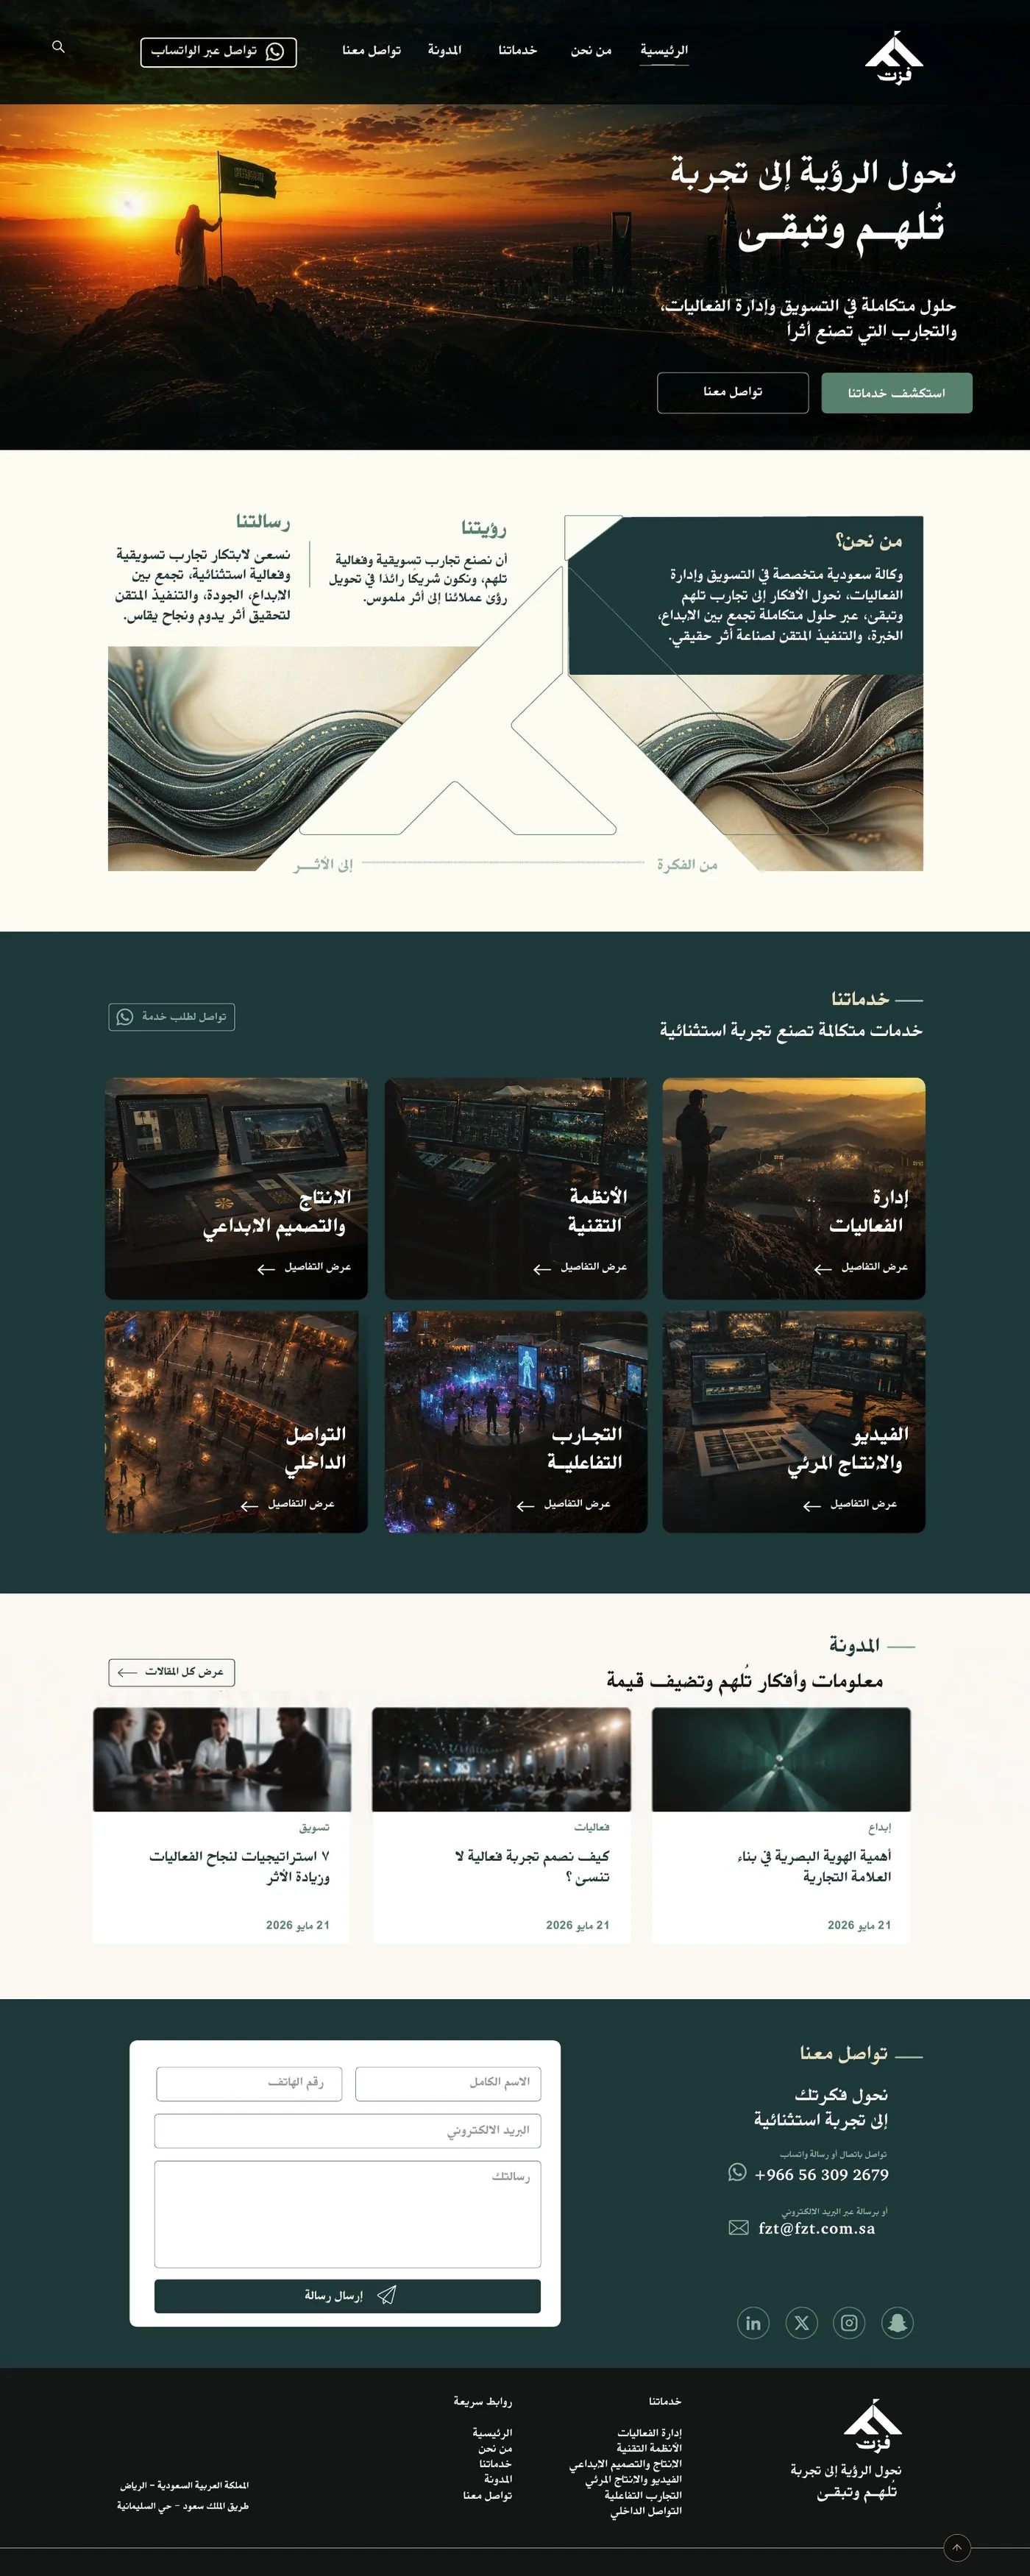 فزت
الرئيسية
من نحن
خدماتنا
المدونة
تواصل معنا
تواصل عبر الواتساب
نحول الرؤية إلى تجربة
تُلهـم وتبقـى
حلول متكاملة في التسويق وإدارة الفعاليات،
والتجارب التي تصنع أثراً
استكشف خدماتنا
تواصل معنا
من نحن؟
وكالة سعودية متخصصة في التسويق وإدارة
الفعاليات، نحول الأفكار إلى تجارب تلهم
وتبقى، عبر حلول متكاملة تجمع بين الإبداع،
الخبرة، والتنفيذ المتقن لصناعة أثر حقيقي.
رؤيتنا
أن نصنع تجارب تسويقية وفعالية
تلهم، ونكون شريكًا رائدًا في تحويل
رؤى عملائنا إلى أثر ملموس.
رسالتنا
نسعى لابتكار تجارب تسويقية
وفعالية استثنائية، تجمع بين
الإبداع، الجودة، والتنفيذ المتقن
لتحقيق أثر يدوم ونجاح يقاس.
من الفكرة
إلى الأثـــر
خدماتنا
خدمات متكالمة تصنع تجربة استثنائية
تواصل لطلب خدمة
إدارة
الفعاليات
عرض التفاصيل
الأنظمة
التقنية
عرض التفاصيل
الإنتاج
والتصميم الإبداعي
عرض التفاصيل
الفيديو
والانتاج المرئي
عرض التفاصيل
التجـارب
التفاعليـة
عرض التفاصيل
التواصل
الداخلي
عرض التفاصيل
المدونة
معلومات وأفكار تُلهم وتضيف قيمة
عرض كل المقالات
إبداع
أهمية الهوية البصرية في بناء
العلامة التجارية
21 مايو 2026
فعاليات
كيف نصمم تجربة فعالية لا
تنسى ؟
21 مايو 2026
تسويق
٧ استراتيجيات لنجاح الفعاليات
وزيادة الأثر
21 مايو 2026
تواصل معنا
نحول فكرتك
إلى تجربة استثنائية
تواصل باتصال أو رسالة واتساب
+966 56 309 2679
أو برسالة عبر البريد الالكتروني
fzt@fzt.com.sa
الاسم الكامل
رقم الهاتف
البريد الالكتروني
رسالتك
إرسال رسالة
فزت
نحول الرؤية إلى تجربة
تُلهـم وتبقـى
خدماتنا
إدارة الفعاليات
الأنظمة التقنية
الانتاج والتصميم الإبداعي
الفيديو والانتاج المرئي
التجارب التفاعلية
التواصل الداخلي
روابط سريعة
الرئيسية
من نحن
خدماتنا
المدونة
تواصل معنا
المملكة العربية السعودية – الرياض
طريق الملك سعود – حي السليمانية